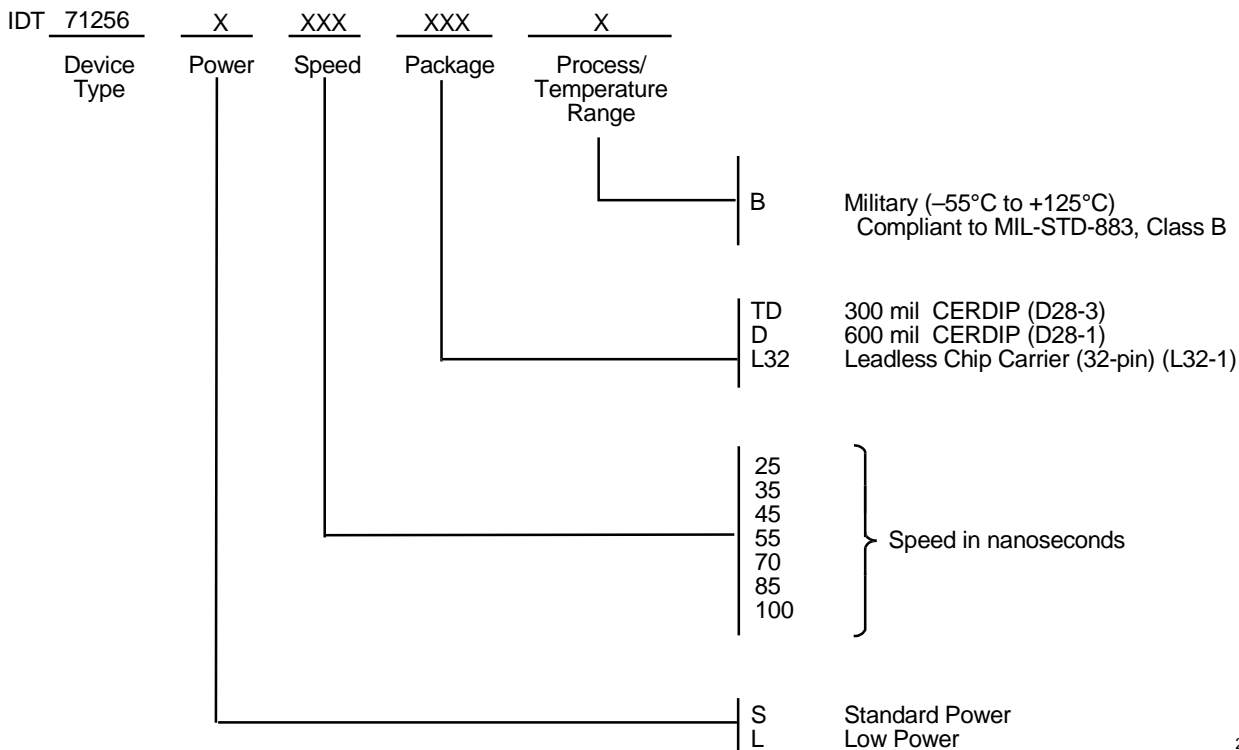 IDT 71256 X XXX XXX X
Device Type
Power
Speed
Package
Process/ Temperature Range
B Military (–55°C to +125°C)
Compliant to MIL-STD-883, Class B
TD 300 mil CERDIP (D28-3)
D 600 mil CERDIP (D28-1)
L32 Leadless Chip Carrier (32-pin) (L32-1)
25
35
45
55
70
85
100
Speed in nanoseconds
S Standard Power
L Low Power